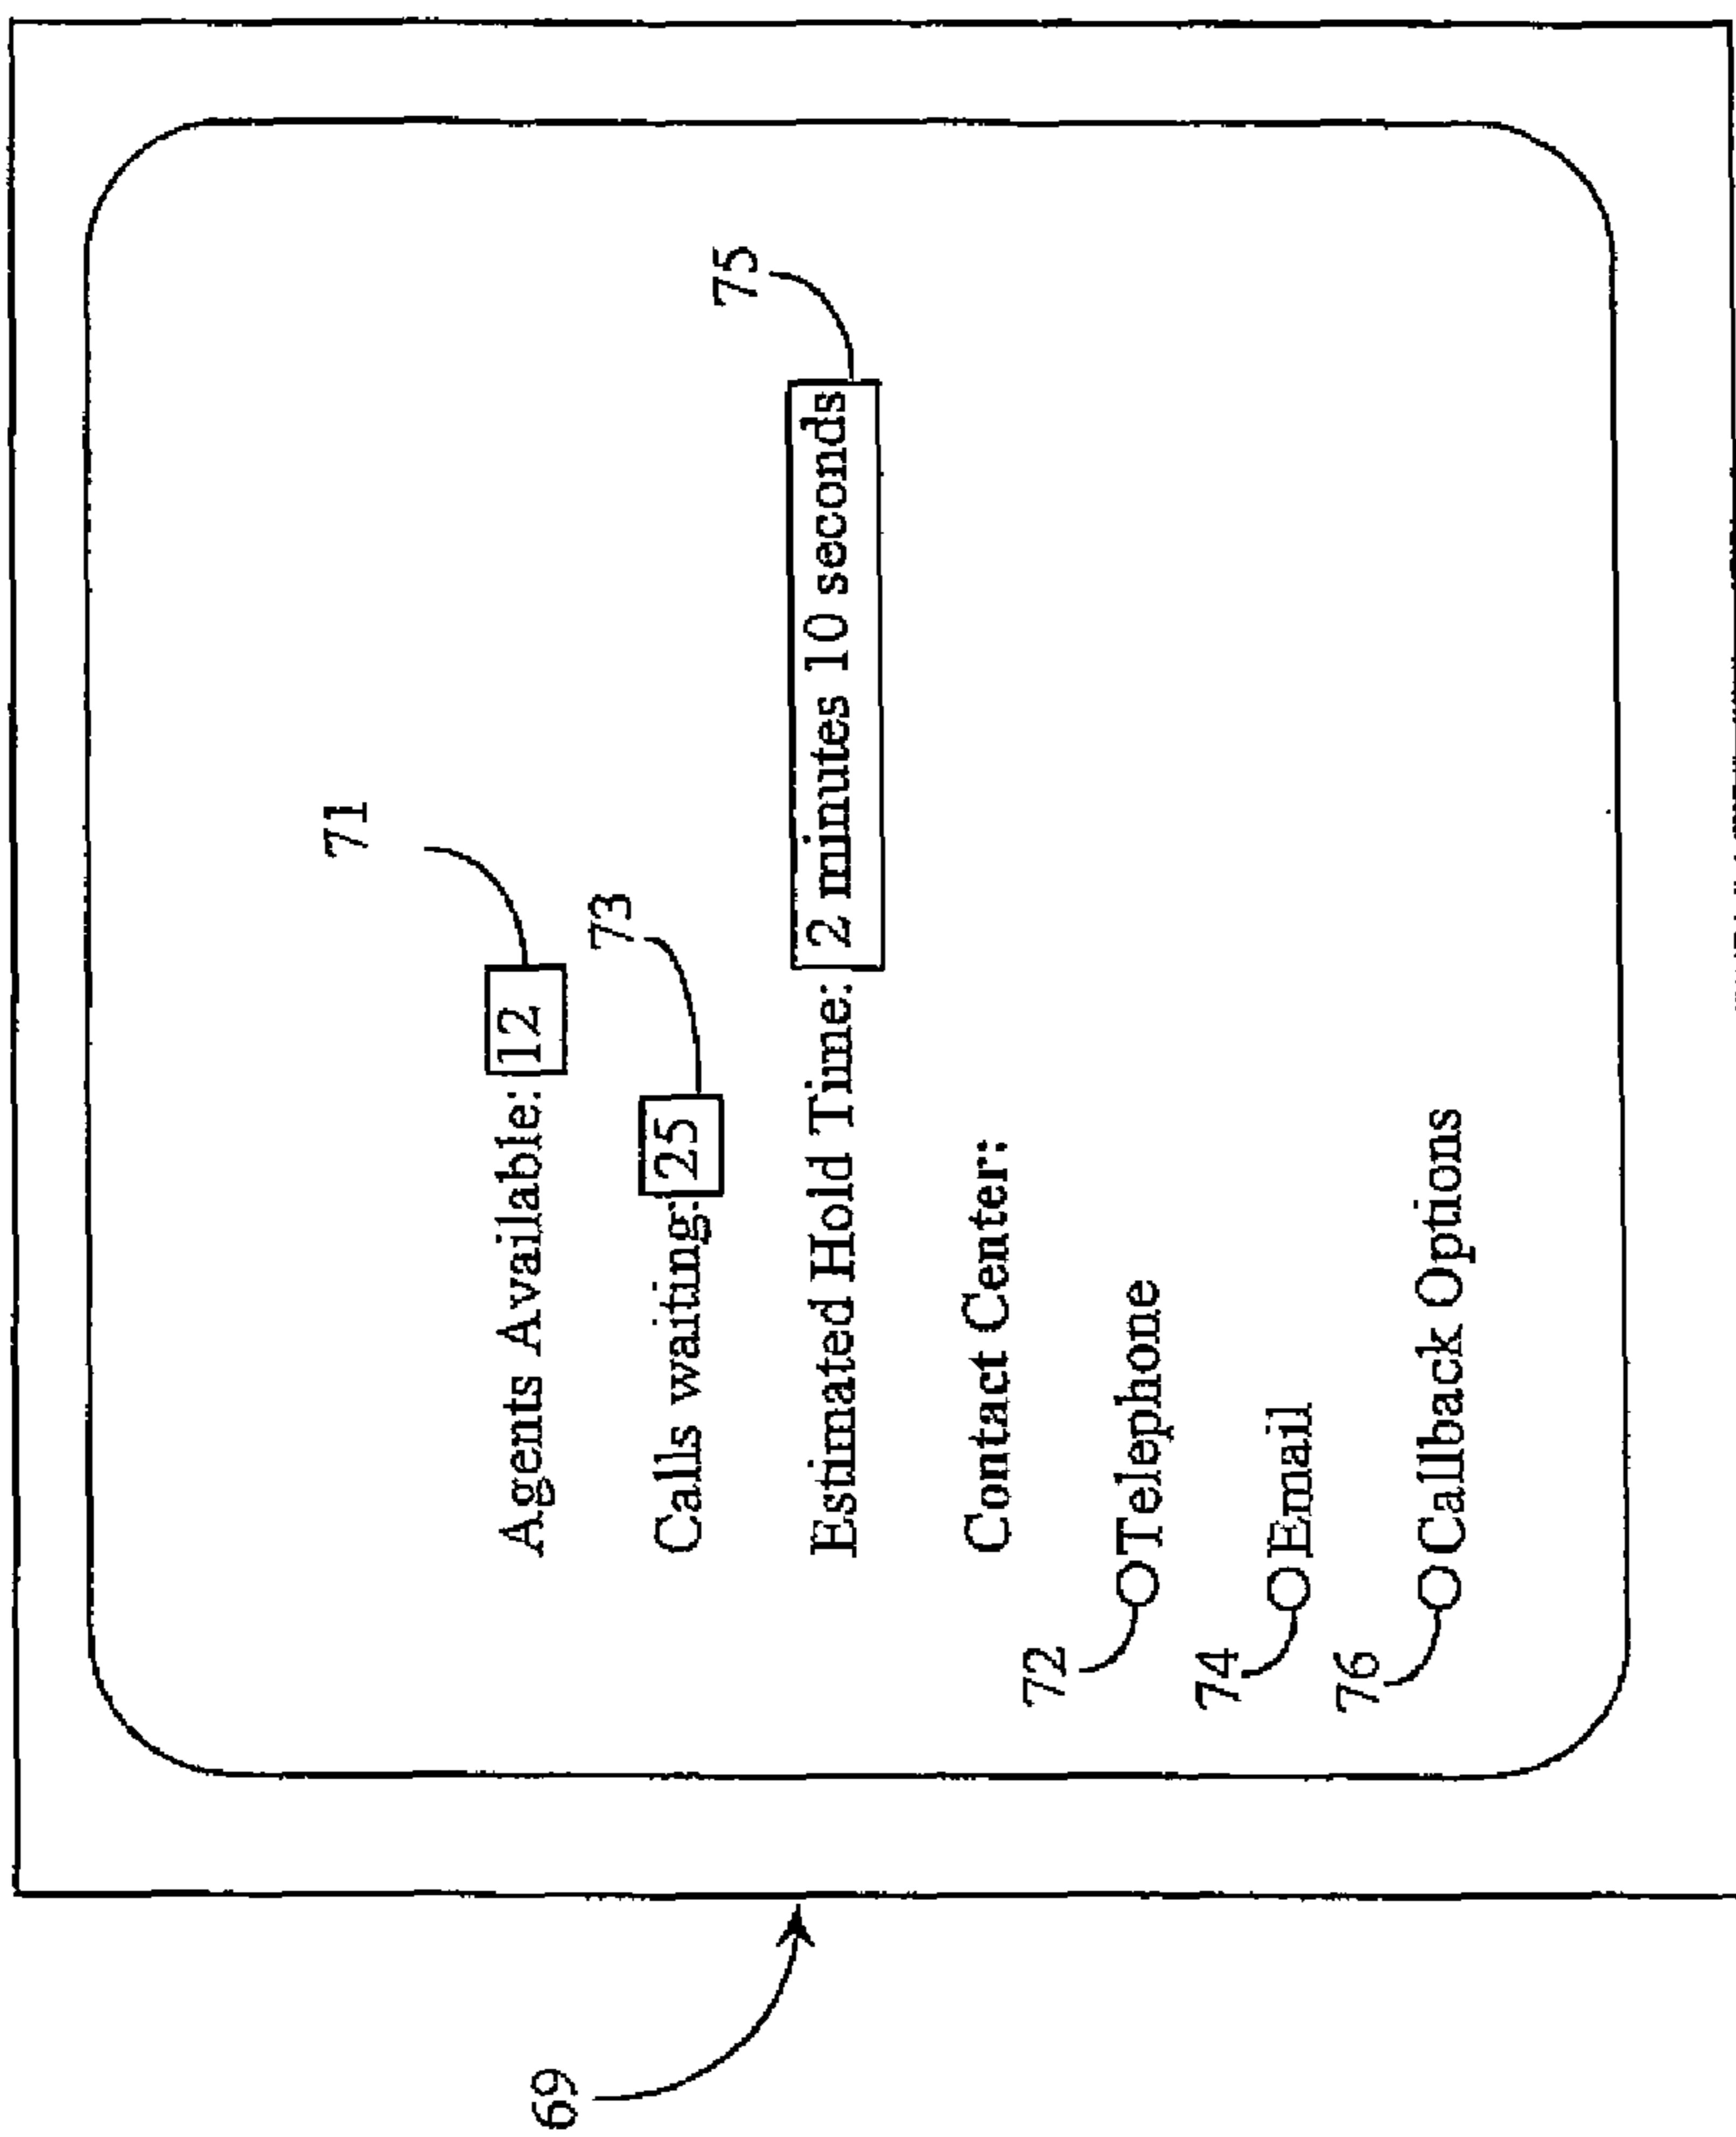 71
Agents Available: 12
73
Calls waiting: 25
75
Estimated Hold Time: 2 minutes 10 seconds
Contact Center:
72
Telephone
74
Email
76
Callback Options
69